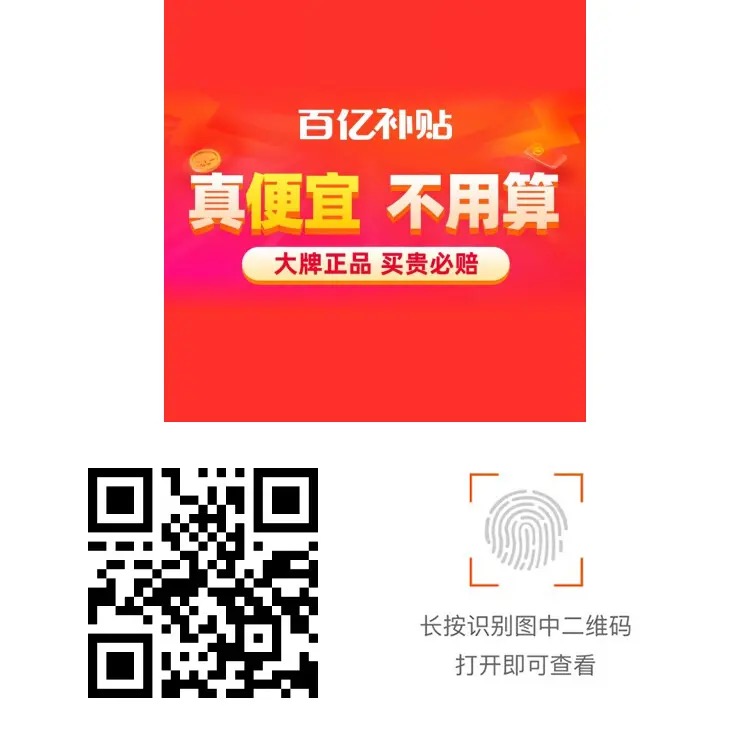 百亿补贴
真便宜 不用算
大牌正品 买贵必赔
长按识别图中二维码
打开即可查看